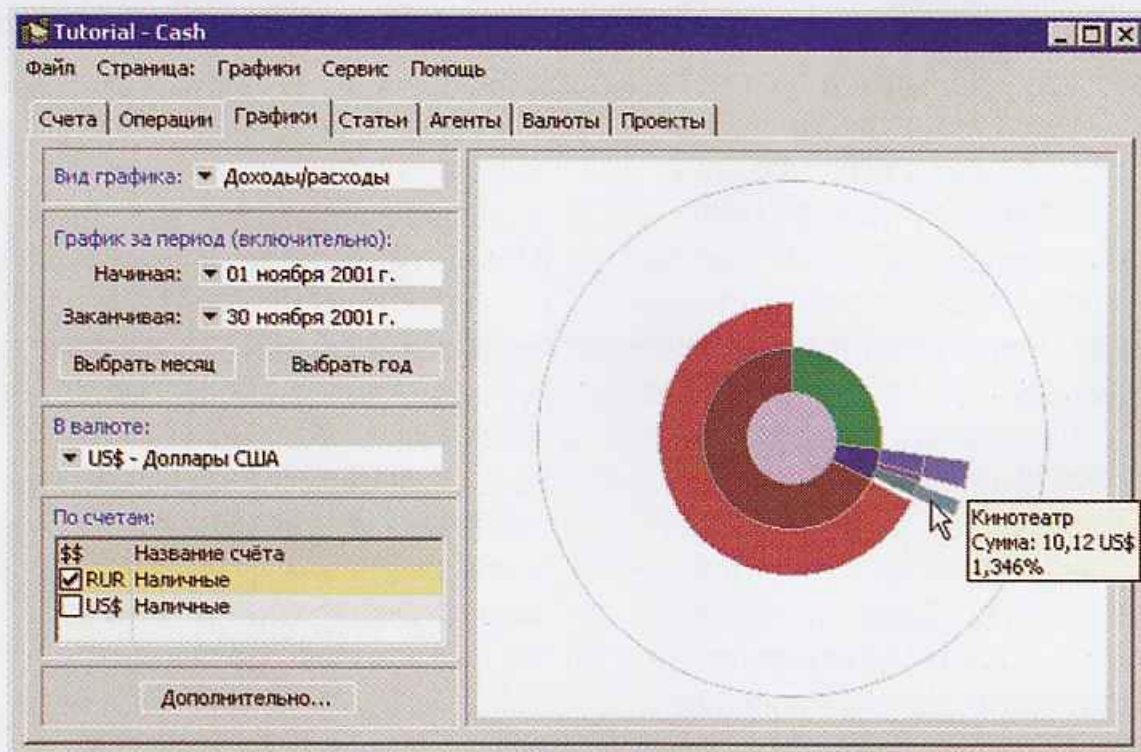 Tutorial - Cash
Файл Страница: Графики Сервис Помощь
Счета Операции Графики Статьи Агенты Валюты Проекты
Вид графика: Доходы/расходы
График за период (включительно):
Начиная: 01 ноября 2001 г.
Заканчивая: 30 ноября 2001 г.
Выбрать месяц Выбрать год
В валюте:
US$ - Доллары США
По счетам:
$$ Название счёта
RUR Наличные
US$ Наличные
Дополнительно...
Кинотеатр
Сумма: 10,12 US$
1,346%